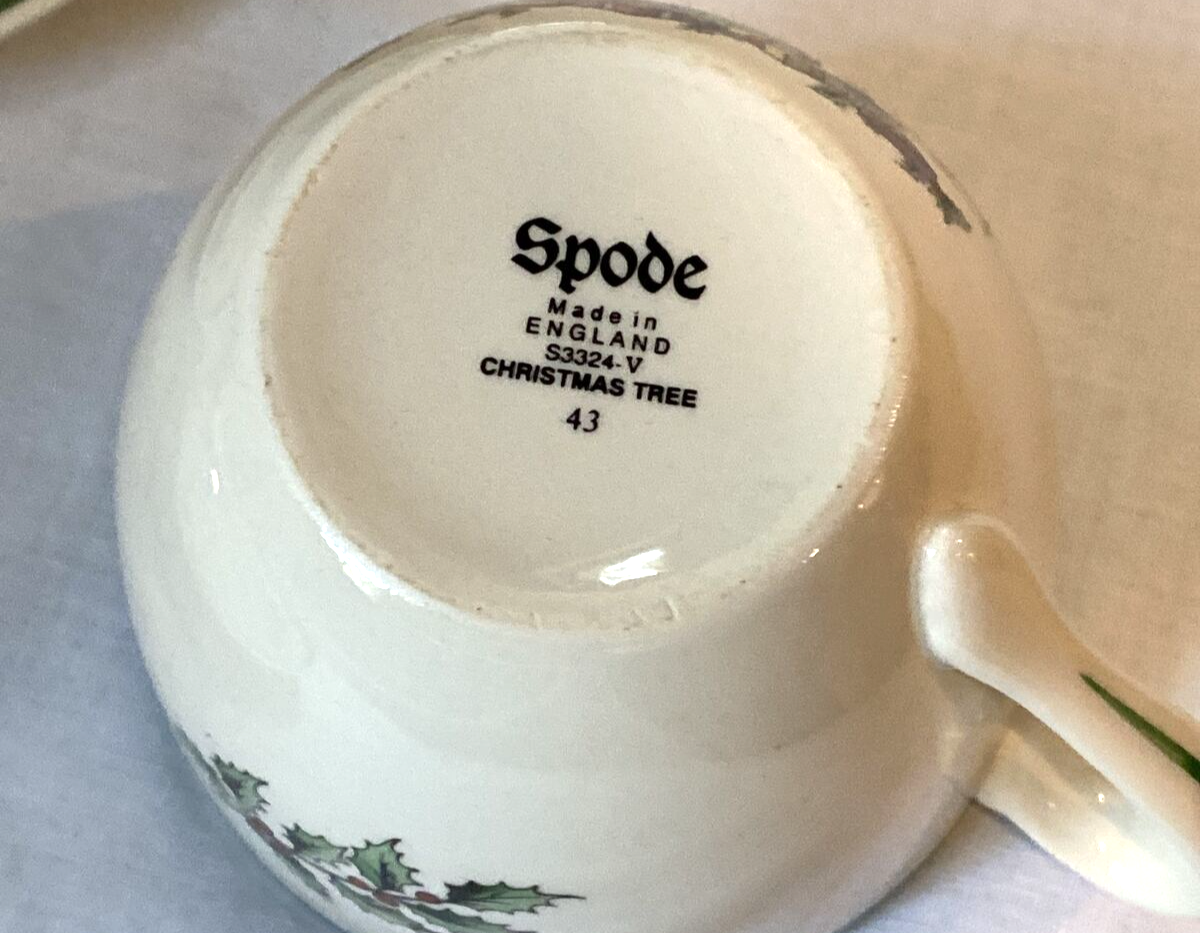 Spode
Made in
ENGLAND
S3324-V
CHRISTMAS TREE
43